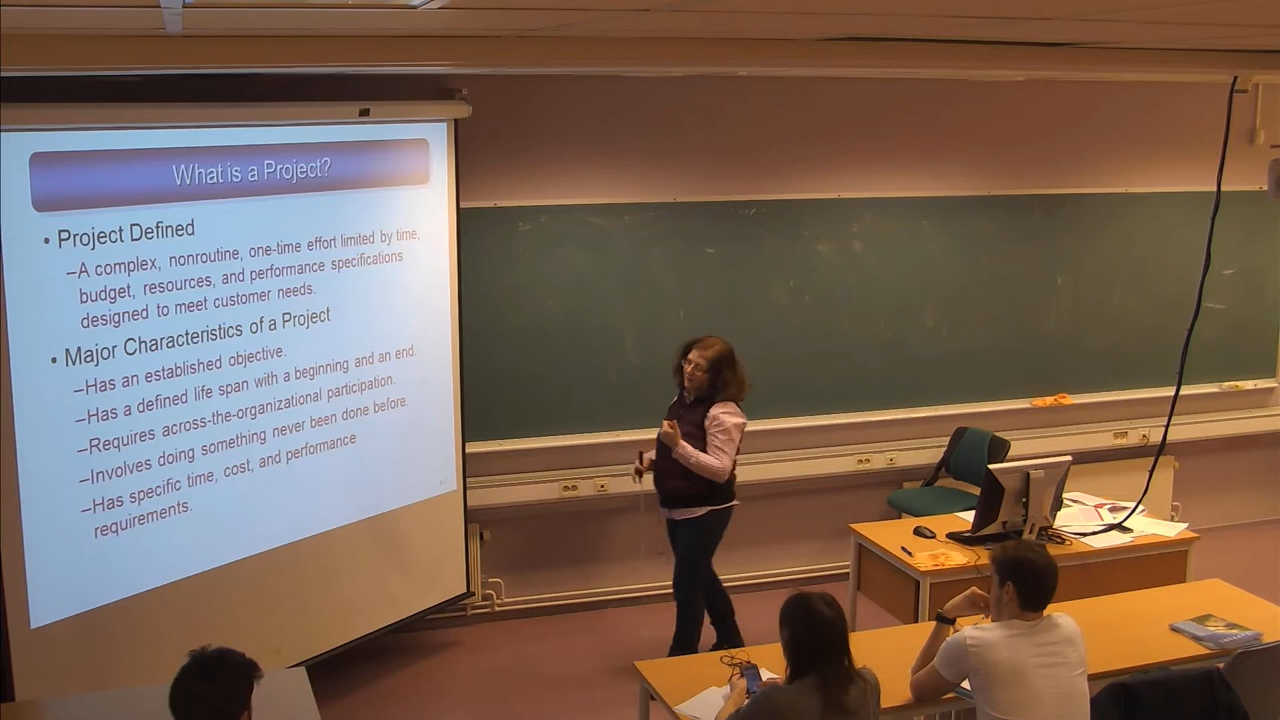 What is a Project?
• Project Defined
–A complex, nonroutine, one-time effort limited by time,
budget, resources, and performance specifications
designed to meet customer needs.
• Major Characteristics of a Project
–Has an established objective.
–Has a defined life span with a beginning and an end.
–Requires across-the-organizational participation.
–Involves doing something never been done before.
–Has specific time, cost, and performance
requirements.